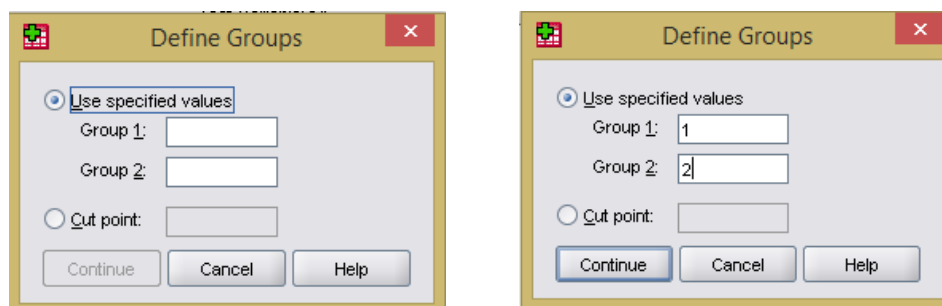 Define Groups
Use specified values
Group 1:
Group 2:
Cut point:
Continue Cancel Help
Define Groups
Use specified values
Group 1: 1
Group 2: 2
Cut point:
Continue Cancel Help